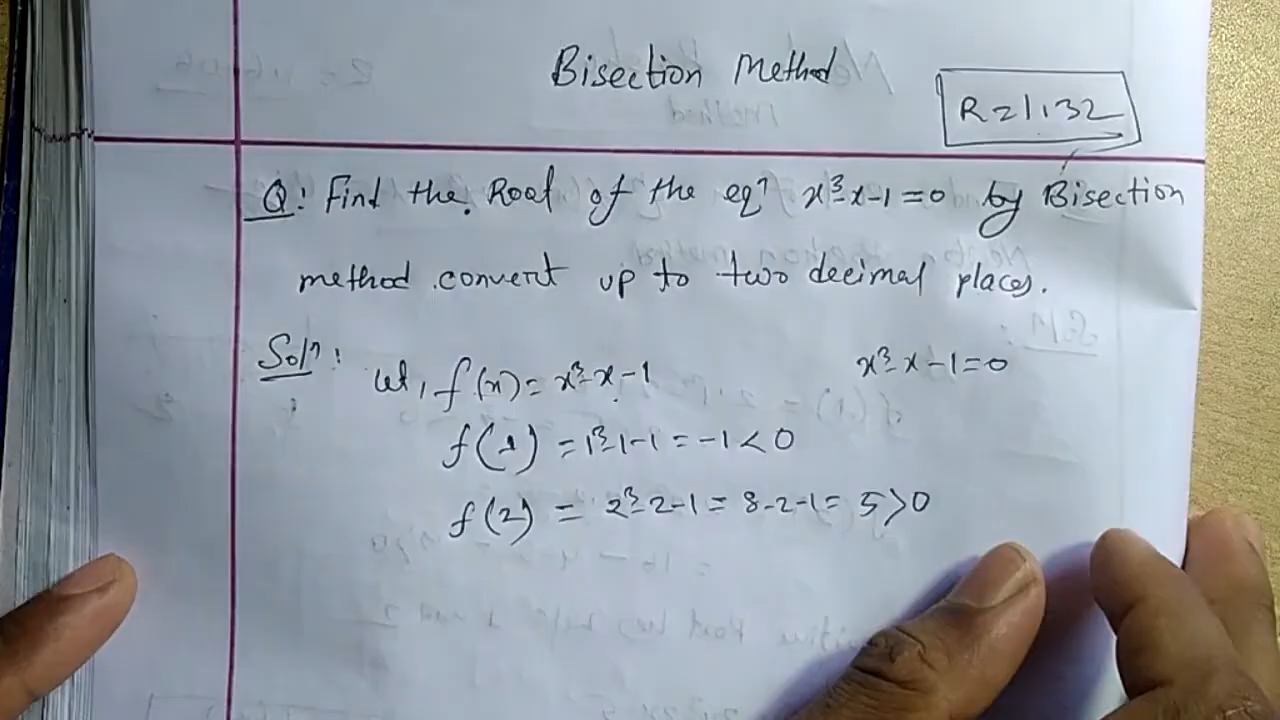 Bisection Method
R=1.32
Q: Find the Root of the eqn x³-x-1=0 by Bisection
method convert up to two decimal places.
Soln:
Let, f(x)=x³-x-1
x³-x-1=0
f(1) = 1³-1-1 = -1<0
f(2) = 2³-2-1= 8-2-1= 5>0